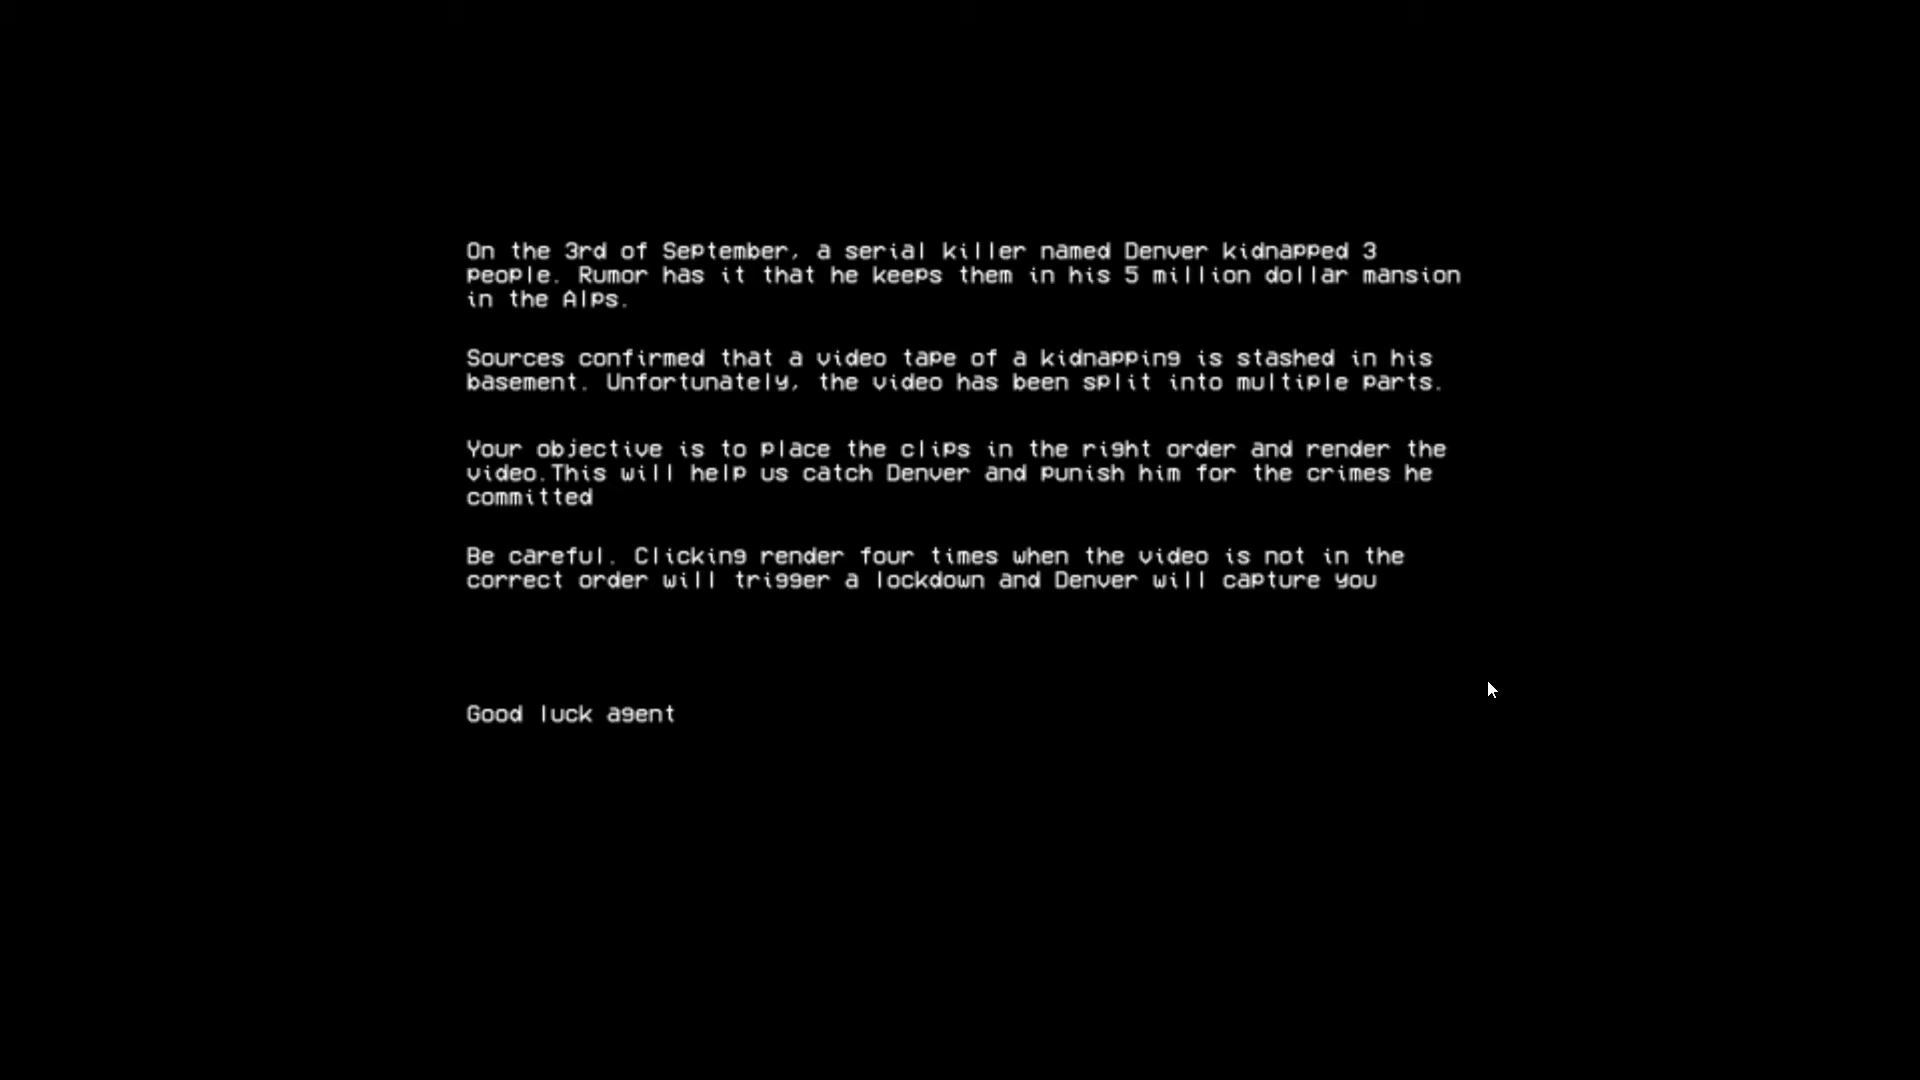 On the 3rd of September, a serial killer named Denver kidnapped 3
people. Rumor has it that he keeps them in his 5 million dollar mansion
in the Alps.
Sources confirmed that a video tape of a kidnapping is stashed in his
basement. Unfortunately, the video has been split into multiple parts.
Your objective is to place the clips in the right order and render the
video.This will help us catch Denver and punish him for the crimes he
committed
Be careful. Clicking render four times when the video is not in the
correct order will trigger a lockdown and Denver will capture you
Good luck agent